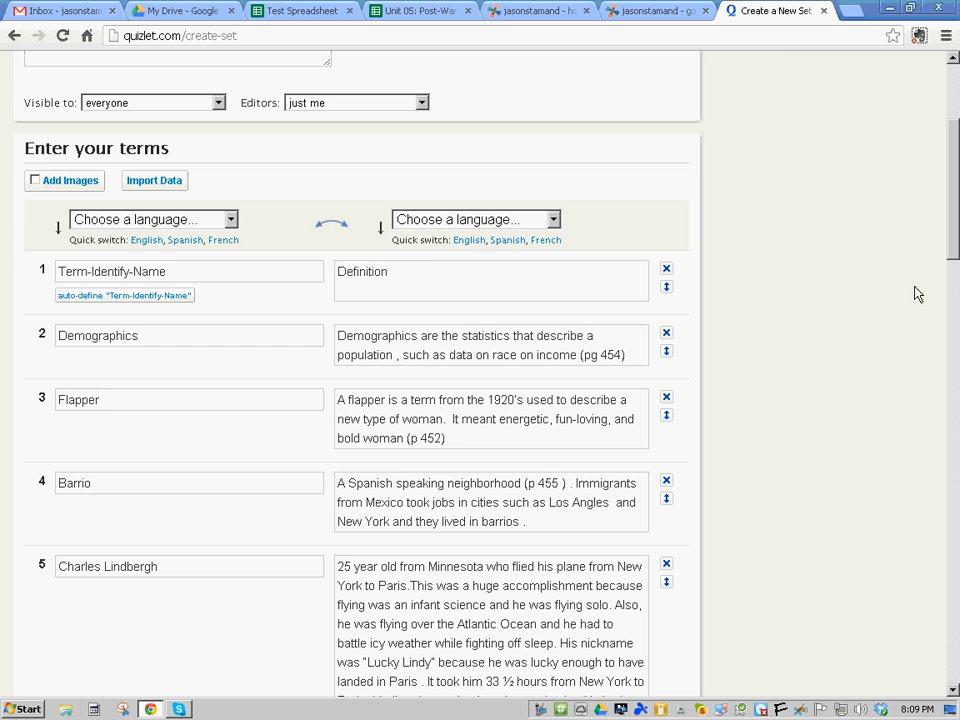 Inbox - jasonstam
My Drive - Google
Test Spreadsheet
Unit 05: Post-Wa
jasonstamand - h
jasonstamand - go
Create a New Set
quizlet.com/create-set
Visible to: everyone
Editors: just me
Enter your terms
Add Images
Import Data
Choose a language...
Choose a language...
Quick switch: English, Spanish, French
Quick switch: English, Spanish, French
1
Term-Identify-Name
Definition
auto-define "Term-Identify-Name"
2
Demographics
Demographics are the statistics that describe a
population , such as data on race on income (pg 454)
3
Flapper
A flapper is a term from the 1920's used to describe a
new type of woman. It meant energetic, fun-loving, and
bold woman (p 452)
4
Barrio
A Spanish speaking neighborhood (p 455 ) . Immigrants
from Mexico took jobs in cities such as Los Angles and
New York and they lived in barrios .
5
Charles Lindbergh
25 year old from Minnesota who flied his plane from New
York to Paris.This was a huge accomplishment because
flying was an infant science and he was flying solo. Also,
he was flying over the Atlantic Ocean and he had to
battle icy weather while fighting off sleep. His nickname
was "Lucky Lindy" because he was lucky enough to have
landed in Paris . It took him 33 ½ hours from New York to
Start
8:09 PM